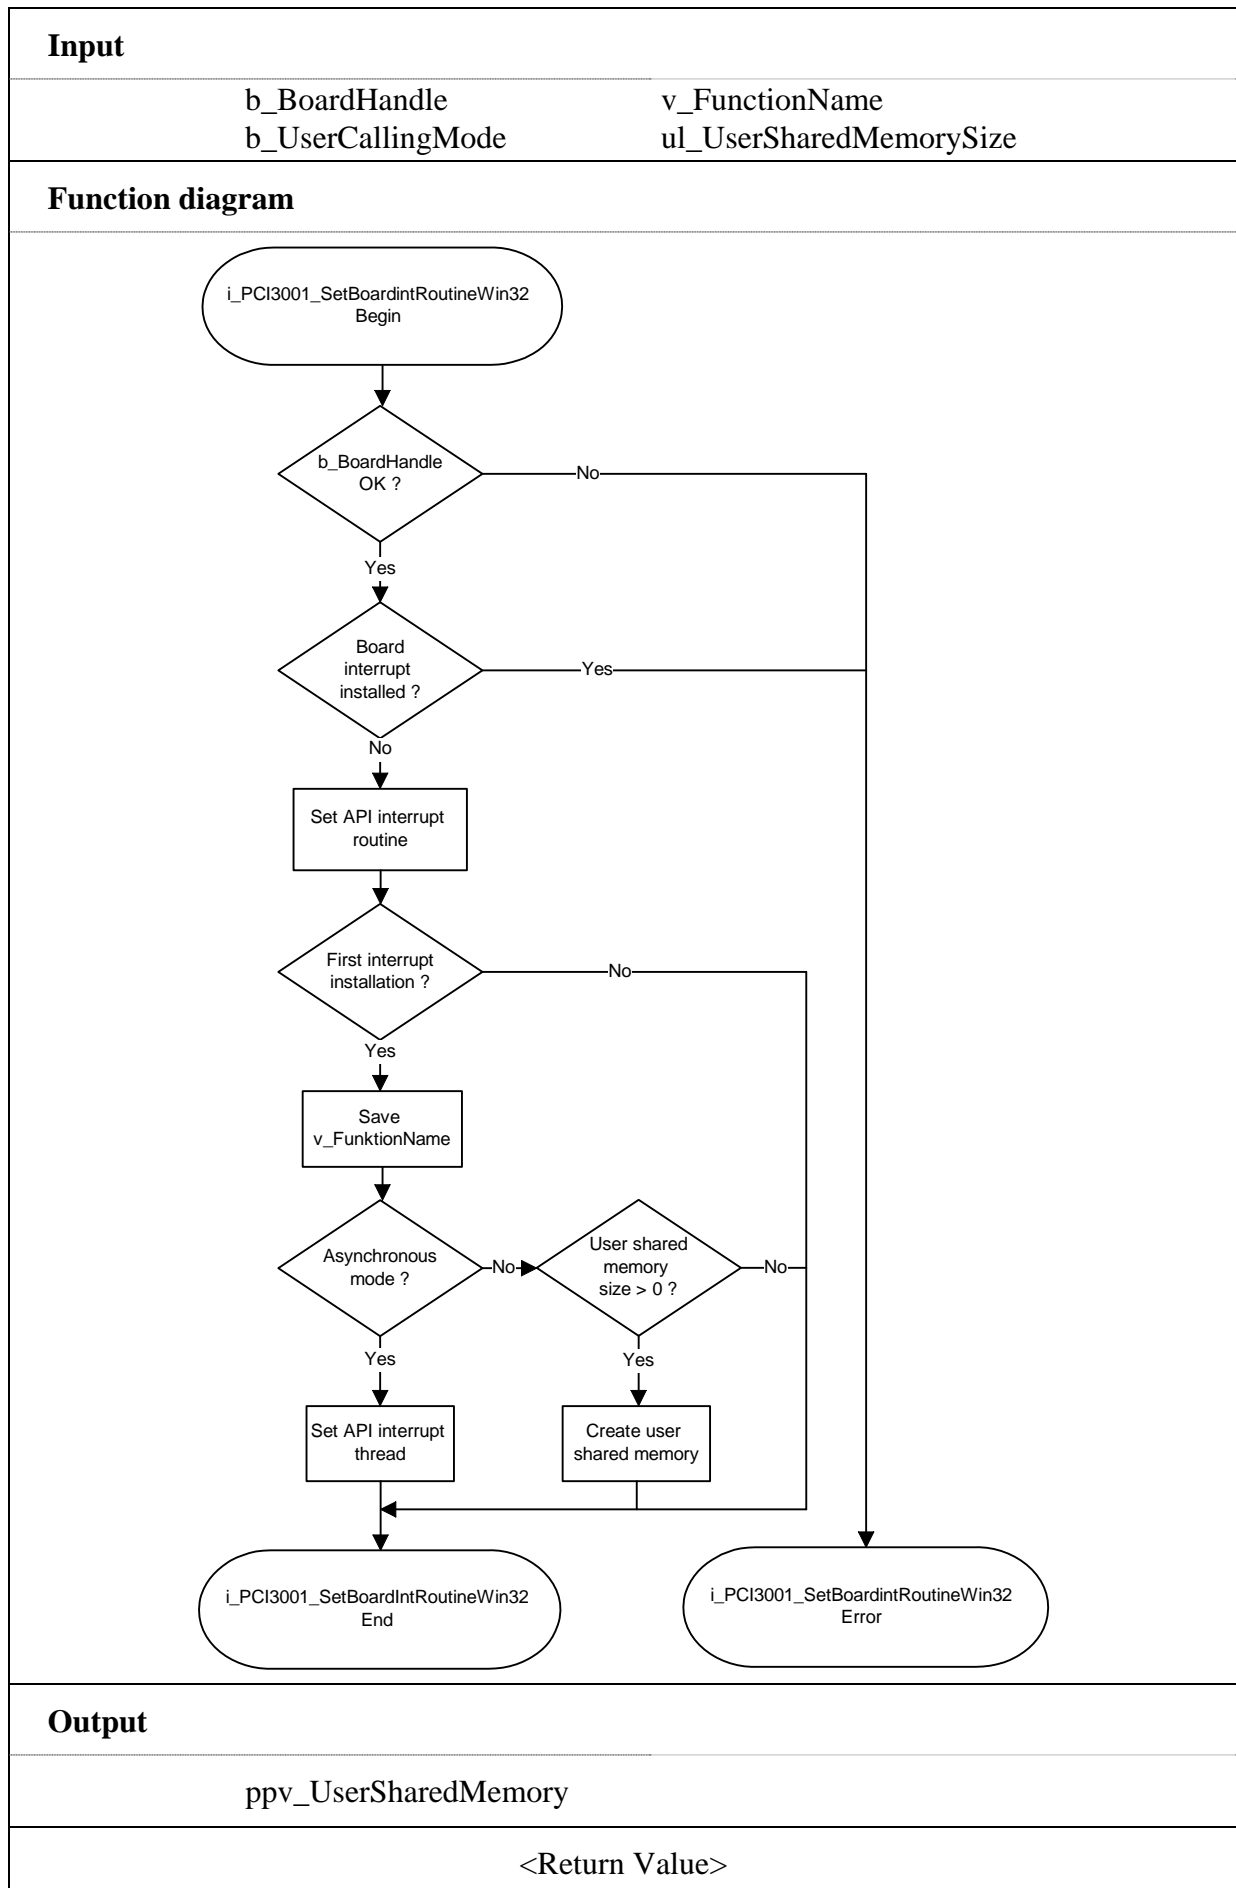 Input
b_BoardHandle v_FunctionName
b_UserCallingMode ul_UserSharedMemorySize
Function diagram
i_PCI3001_SetBoardintRoutineWin32
Begin
b_BoardHandle
OK ?
No
Yes
Board
interrupt
installed ?
Yes
No
Set API interrupt
routine
First interrupt
installation ?
No
Yes
Save
v_FunktionName
Asynchronous
mode ?
No
User shared
memory
size > 0 ?
No
Yes
Yes
Set API interrupt
thread
Create user
shared memory
i_PCI3001_SetBoardIntRoutineWin32
End
i_PCI3001_SetBoardintRoutineWin32
Error
Output
ppv_UserSharedMemory
<Return Value>